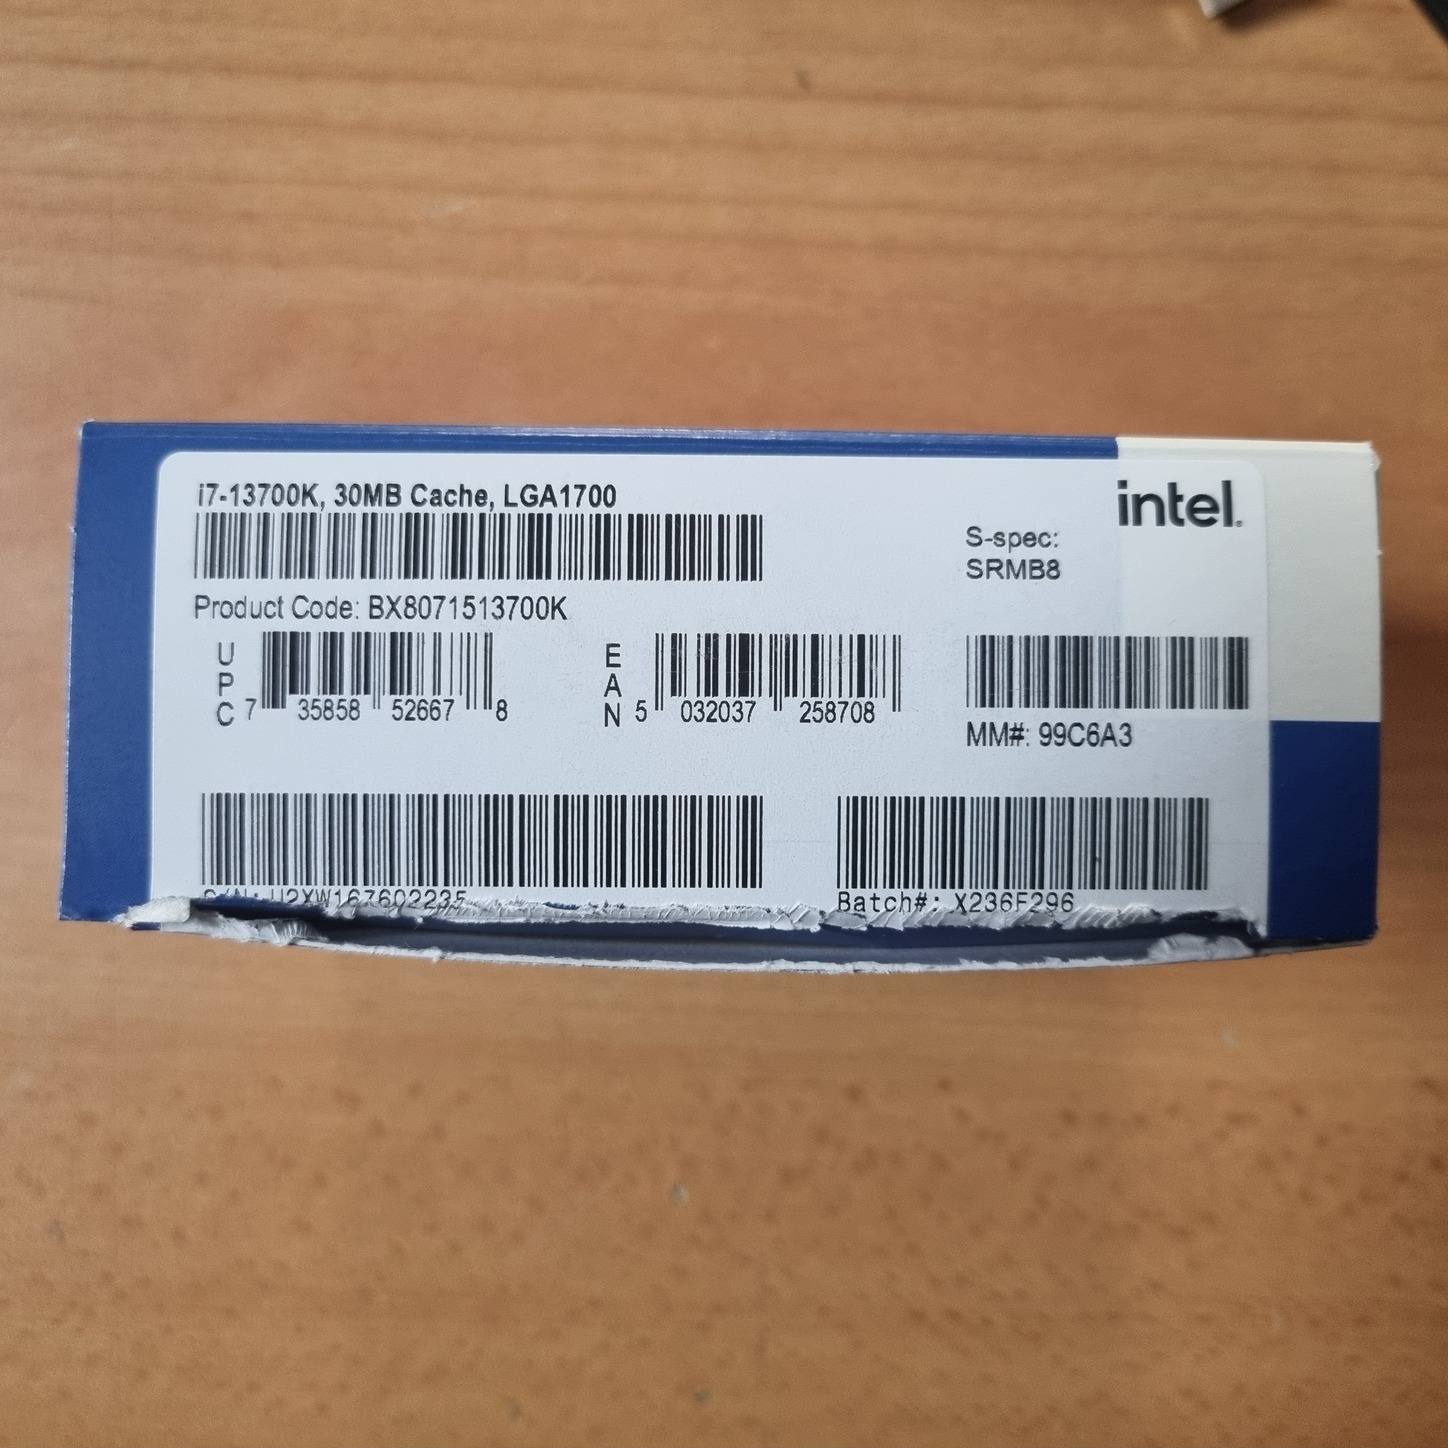 i7-13700K, 30MB Cache, LGA1700
intel.
S-spec:
SRMB8
Product Code: BX8071513700K
UPC 7 35858 52667 8
EAN 5 032037 258708
MM#: 99C6A3
S/N: U2XW167602235
Batch#: X236F296